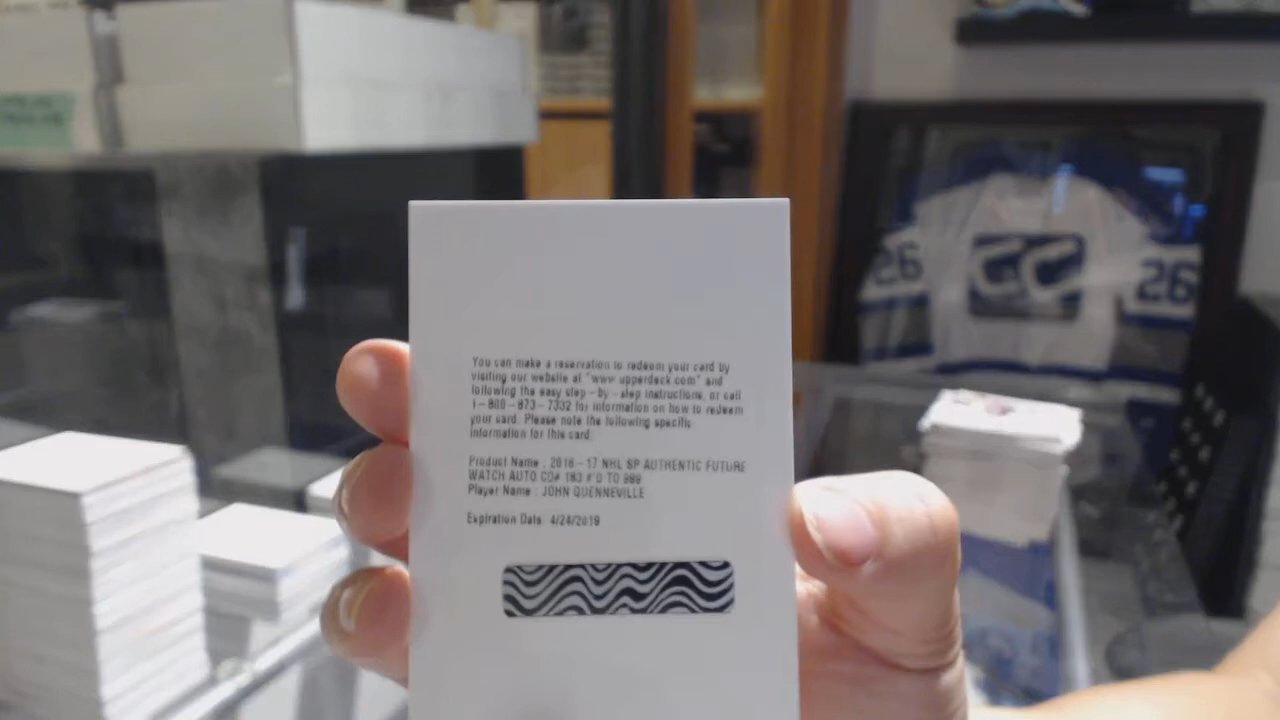 You can make a reservation to redeem your card by
visiting our website at "www upperdeck.com" and
following the easy step -by -step instructions, or call
1-800-873-7332 for information on how to redeem
your card. Please note the following specific
information for this card:
Product Name : 2016-17 NHL SP AUTHENTIC FUTURE
WATCH AUTO CD# 183 #'D TO 999
Player Name : JOHN QUENNEVILLE
Expiration Date: 4/24/2019
26
26